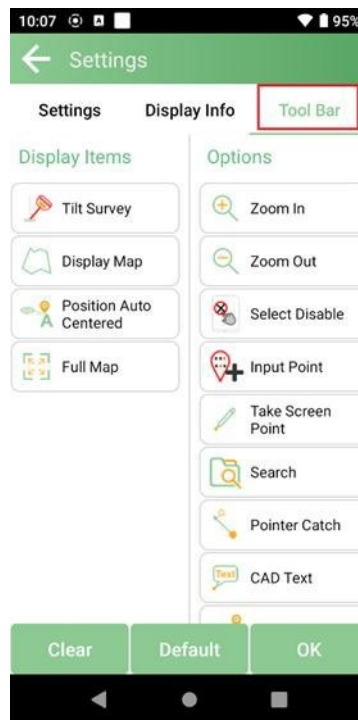 10:07
95%
Settings
Settings Display Info Tool Bar
Display Items
Options
Tilt Survey
Display Map
Position Auto
Centered
Full Map
Zoom In
Zoom Out
Select Disable
Input Point
Take Screen
Point
Search
Pointer Catch
Text
CAD Text
Clear Default OK